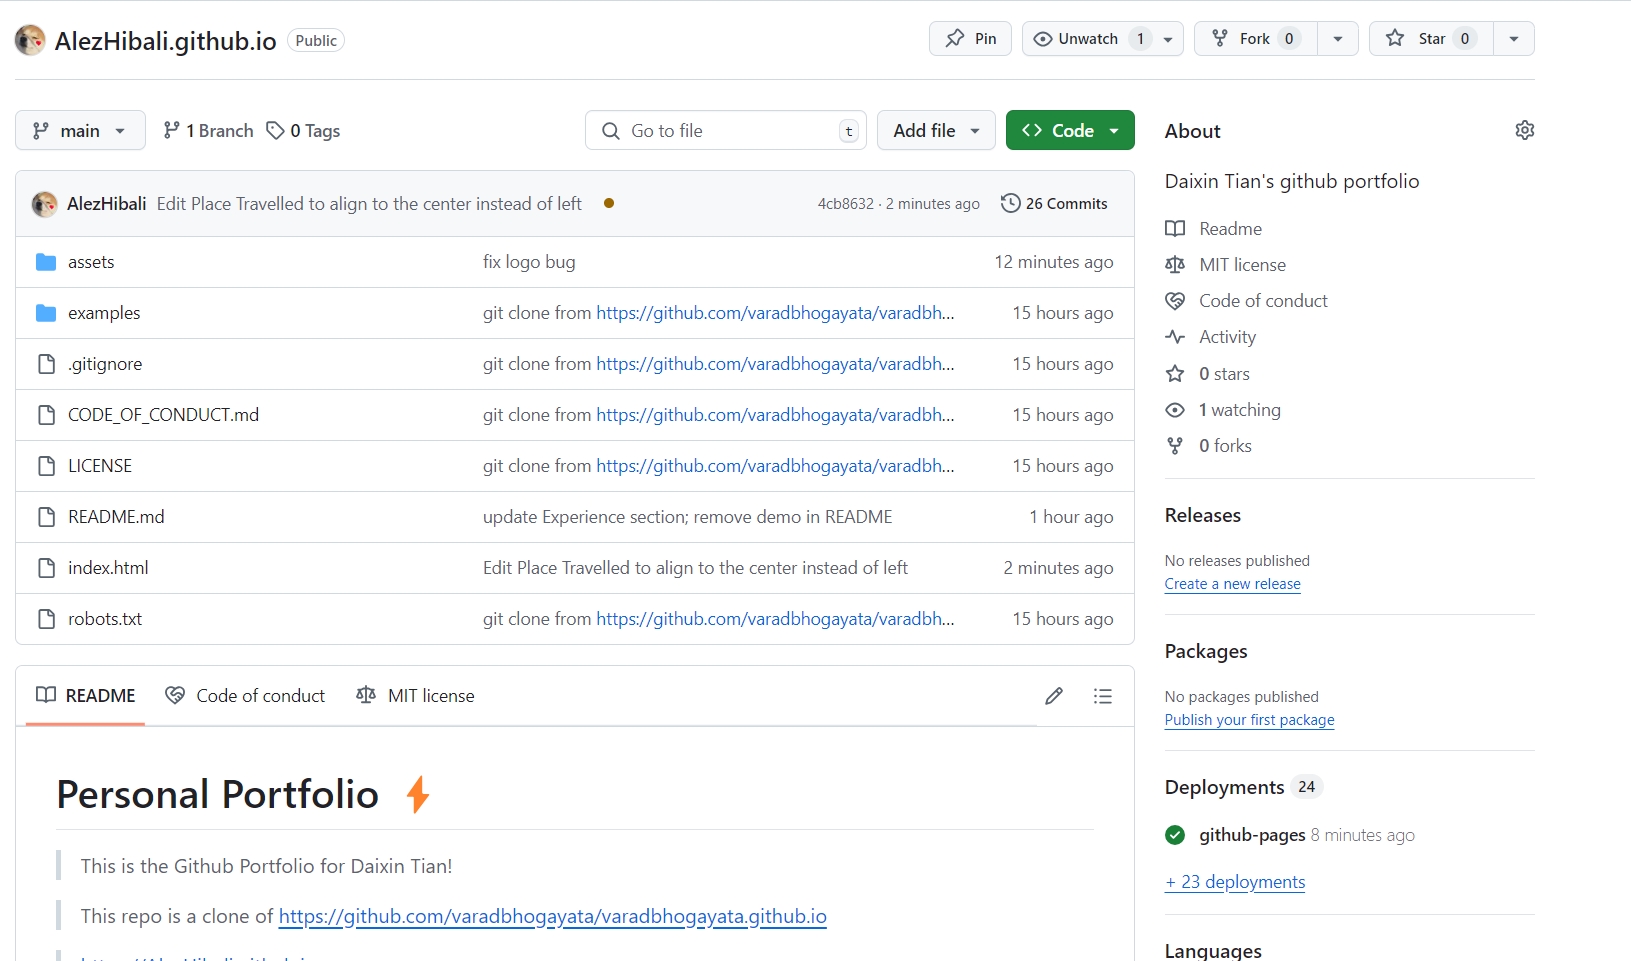 AlezHibali.github.io Public
Pin Unwatch 1 Fork 0 Star 0
main 1 Branch 0 Tags Go to file t Add file Code
AlezHibali Edit Place Travelled to align to the center instead of left 4cb8632 · 2 minutes ago 26 Commits
assets fix logo bug 12 minutes ago
examples git clone from https://github.com/varadbhogayata/varadbh... 15 hours ago
.gitignore git clone from https://github.com/varadbhogayata/varadbh... 15 hours ago
CODE_OF_CONDUCT.md git clone from https://github.com/varadbhogayata/varadbh... 15 hours ago
LICENSE git clone from https://github.com/varadbhogayata/varadbh... 15 hours ago
README.md update Experience section; remove demo in README 1 hour ago
index.html Edit Place Travelled to align to the center instead of left 2 minutes ago
robots.txt git clone from https://github.com/varadbhogayata/varadbh... 15 hours ago
README Code of conduct MIT license
Personal Portfolio
This is the Github Portfolio for Daixin Tian!
This repo is a clone of https://github.com/varadbhogayata/varadbhogayata.github.io
About
Daixin Tian's github portfolio
Readme
MIT license
Code of conduct
Activity
0 stars
1 watching
0 forks
Releases
No releases published
Create a new release
Packages
No packages published
Publish your first package
Deployments 24
github-pages 8 minutes ago
+ 23 deployments
Languages